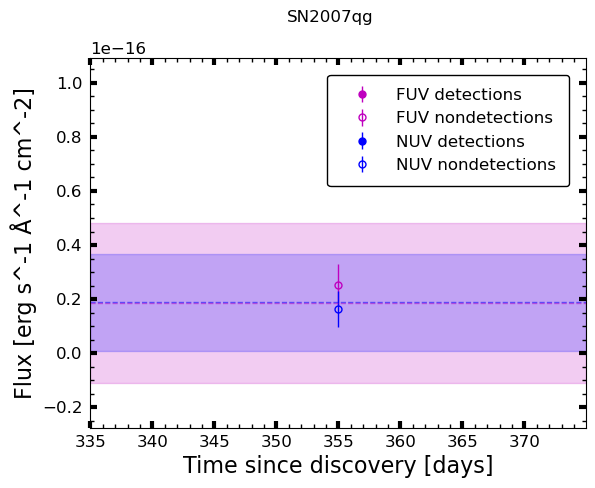 SN2007qg
1e−16
1.0
0.8
0.6
0.4
0.2
0.0
−0.2
Flux [erg s^-1 Å^-1 cm^-2]
FUV detections
FUV nondetections
NUV detections
NUV nondetections
335 340 345 350 355 360 365 370
Time since discovery [days]